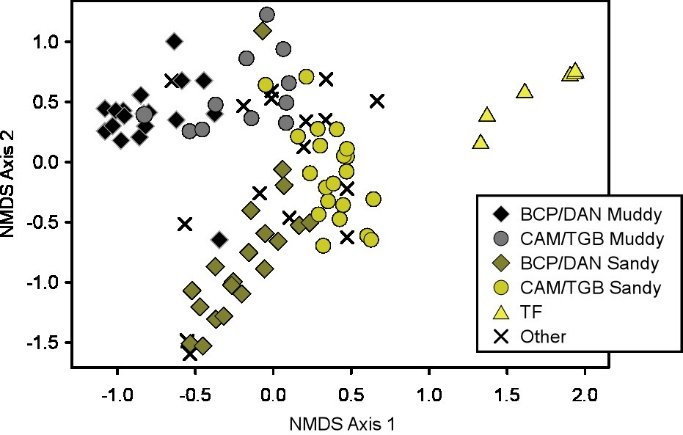 1.0
0.5
0.0
-0.5
-1.0
-1.5
NMDS Axis 2
BCP/DAN Muddy
CAM/TGB Muddy
BCP/DAN Sandy
CAM/TGB Sandy
TF
Other
-1.0 -0.5 0.0 0.5 1.0 1.5 2.0
NMDS Axis 1